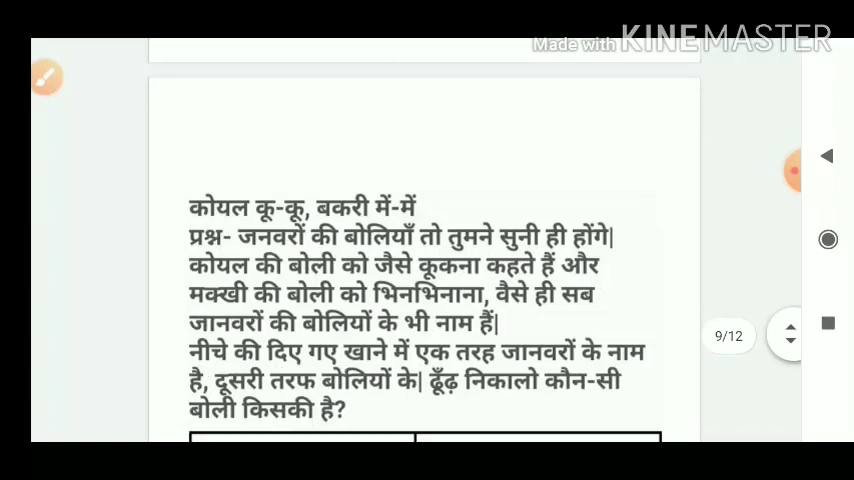 Made with KINEMASTER
कोयल कू-कू, बकरी में-में
प्रश्न- जनवरों की बोलियाँ तो तुमने सुनी ही होंगे|
कोयल की बोली को जैसे कूकना कहते हैं और
मक्खी की बोली को भिनभिनाना, वैसे ही सब
जानवरों की बोलियों के भी नाम हैं|
नीचे की दिए गए खाने में एक तरह जानवरों के नाम
है, दूसरी तरफ बोलियों के| ढूँढ़ निकालो कौन-सी
बोली किसकी है?
9/12